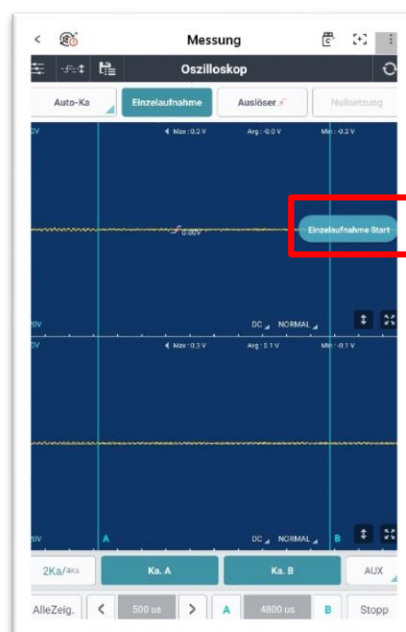 Messung
Oszilloskop
Auto-Ka Einzelaufnahme Auslöser Nullsetzung
Max : 0.2 V Avg : -0.0 V Min : -0.2 V
0.00V
Einzelaufnahme Start
DC NORMAL
Max : 0.3 V Avg : 0.1 V Min : -0.1 V
A DC NORMAL B
2Ka/4Ka Ka. A Ka. B AUX
AlleZeig. < 500 us > A 4800 us B Stopp